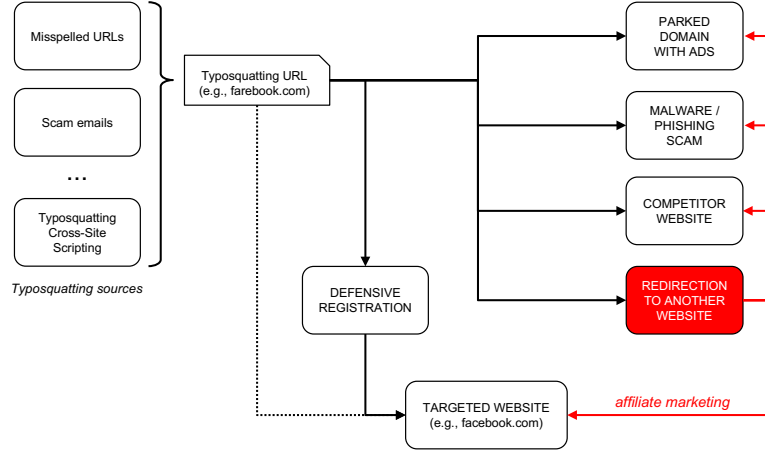 Misspelled URLs
Scam emails
...
Typosquatting
Cross-Site
Scripting
Typosquatting sources
Typosquatting URL
(e.g., farebook.com)
DEFENSIVE
REGISTRATION
TARGETED WEBSITE
(e.g., facebook.com)
PARKED
DOMAIN
WITH ADS
MALWARE /
PHISHING
SCAM
COMPETITOR
WEBSITE
REDIRECTION
TO ANOTHER
WEBSITE
affiliate marketing